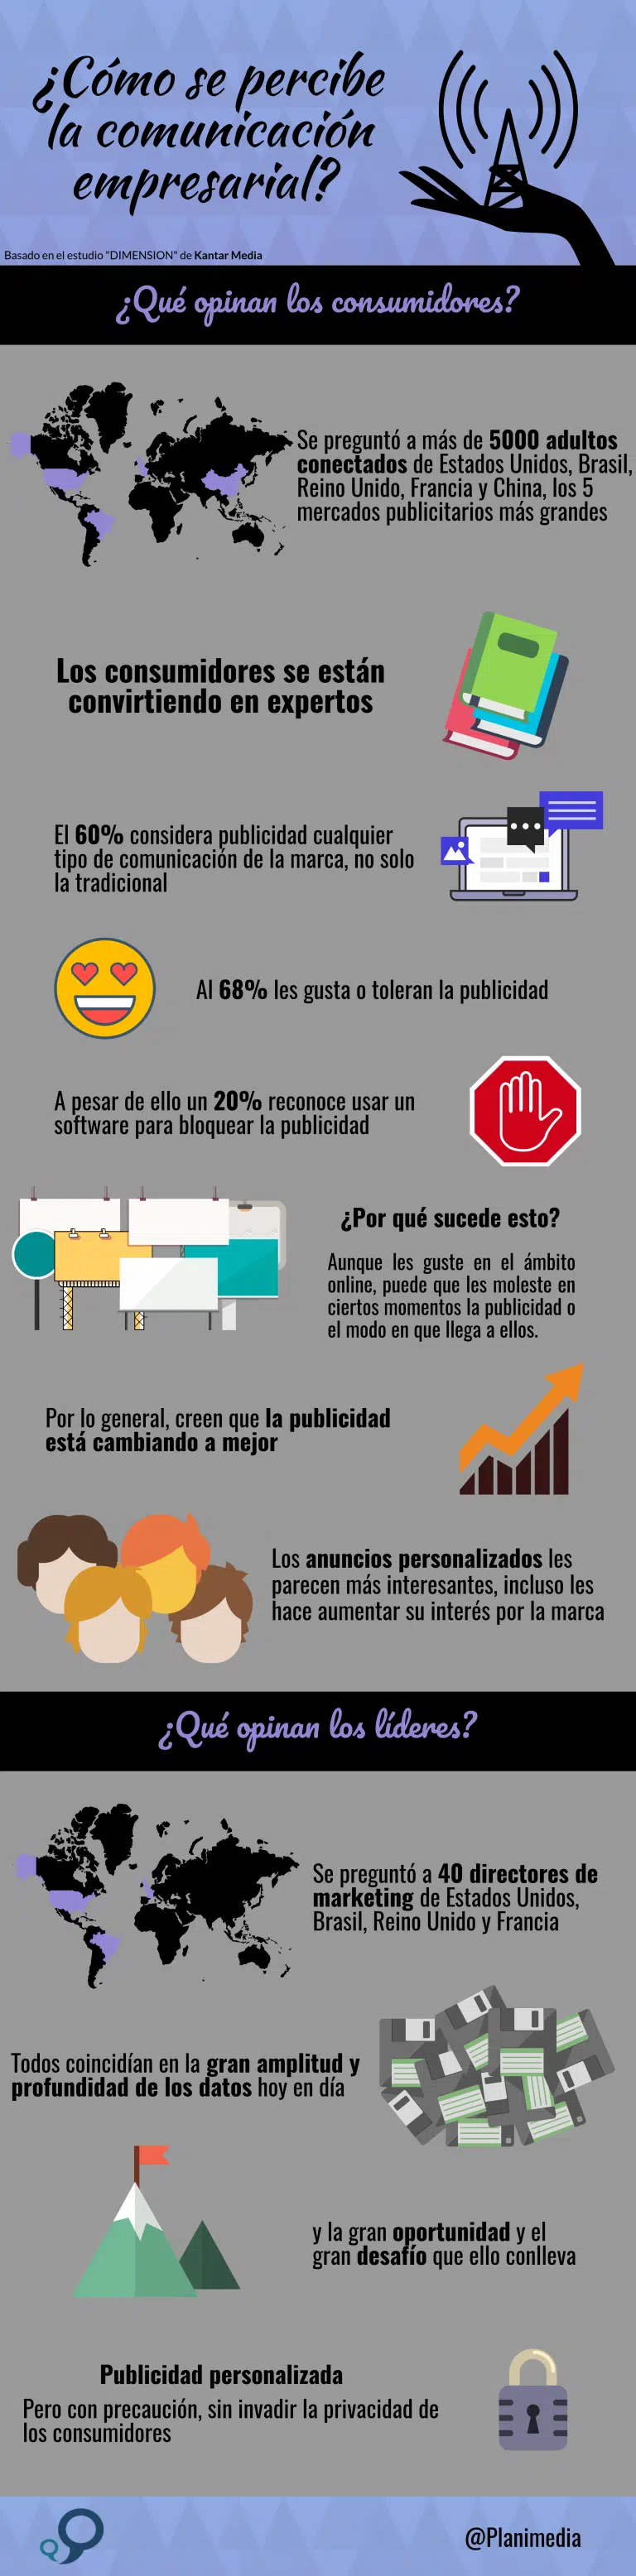 ¿Cómo se percibe
la comunicación
empresarial?
Basado en el estudio "DIMENSION" de Kantar Media
¿Qué opinan los consumidores?
Se preguntó a más de 5000 adultos
conectados de Estados Unidos, Brasil,
Reino Unido, Francia y China, los 5
mercados publicitarios más grandes
Los consumidores se están
convirtiendo en expertos
El 60% considera publicidad cualquier
tipo de comunicación de la marca, no solo
la tradicional
Al 68% les gusta o toleran la publicidad
A pesar de ello un 20% reconoce usar un
software para bloquear la publicidad
¿Por qué sucede esto?
Aunque les guste en el ámbito
online, puede que les moleste en
ciertos momentos la publicidad o
el modo en que llega a ellos.
Por lo general, creen que la publicidad
está cambiando a mejor
Los anuncios personalizados les
parecen más interesantes, incluso les
hace aumentar su interés por la marca
¿Qué opinan los líderes?
Se preguntó a 40 directores de
marketing de Estados Unidos,
Brasil, Reino Unido y Francia
Todos coincidían en la gran amplitud y
profundidad de los datos hoy en día
y la gran oportunidad y el
gran desafío que ello conlleva
Publicidad personalizada
Pero con precaución, sin invadir la privacidad de
los consumidores
@Planimedia